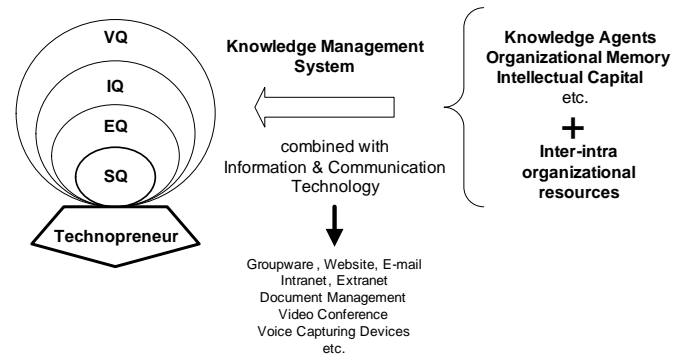 VQ
IQ
EQ
SQ
Technopreneur
Knowledge Management
System
combined with
Information & Communication
Technology
Groupware , Website, E-mail
Intranet , Extranet
Document Management
Video Conference
Voice Capturing Devices
etc.
Knowledge Agents
Organizational Memory
Intellectual Capital
etc.
+
Inter-intra
organizational
resources